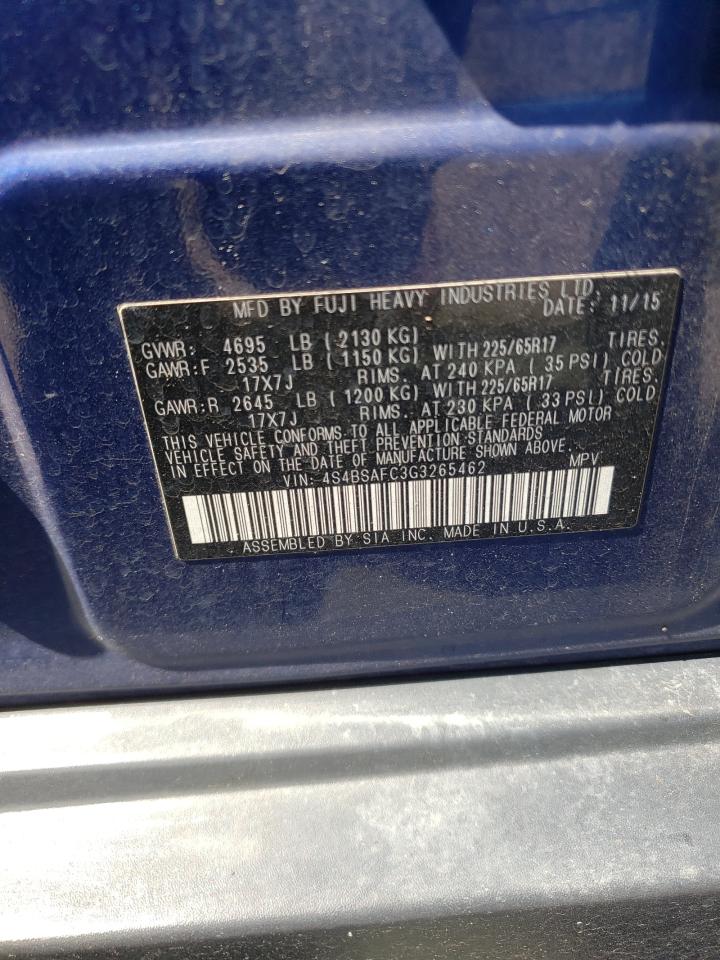 MFD BY FUJI HEAVY INDUSTRIES LTD.
DATE: 11/15
GVWR: 4695 LB ( 2130 KG)
GAWR:F 2535 LB ( 1150 KG) WITH 225/65R17 TIRES,
17X7J RIMS, AT 240 KPA ( 35 PSI) COLD
GAWR:R 2645 LB ( 1200 KG) WITH 225/65R17 TIRES,
17X7J RIMS, AT 230 KPA ( 33 PSI) COLD
THIS VEHICLE CONFORMS TO ALL APPLICABLE FEDERAL MOTOR
VEHICLE SAFETY AND THEFT PREVENTION STANDARDS
IN EFFECT ON THE DATE OF MANUFACTURE SHOWN ABOVE.
VIN: 4S4BSAFC3G3265462 MPV
ASSEMBLED BY SIA INC. MADE IN U.S.A.